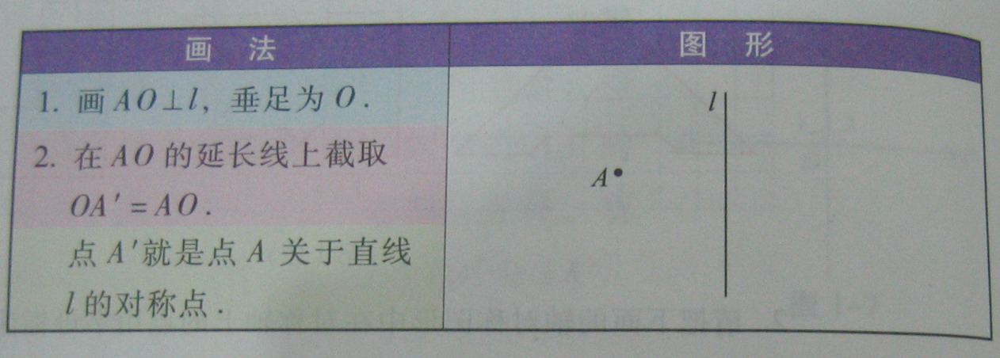 画 法
图 形
1. 画AO⊥l, 垂足为O.
2. 在AO的延长线上截取
OA′=AO.
点A′就是点A关于直线
l的对称点.
l
A